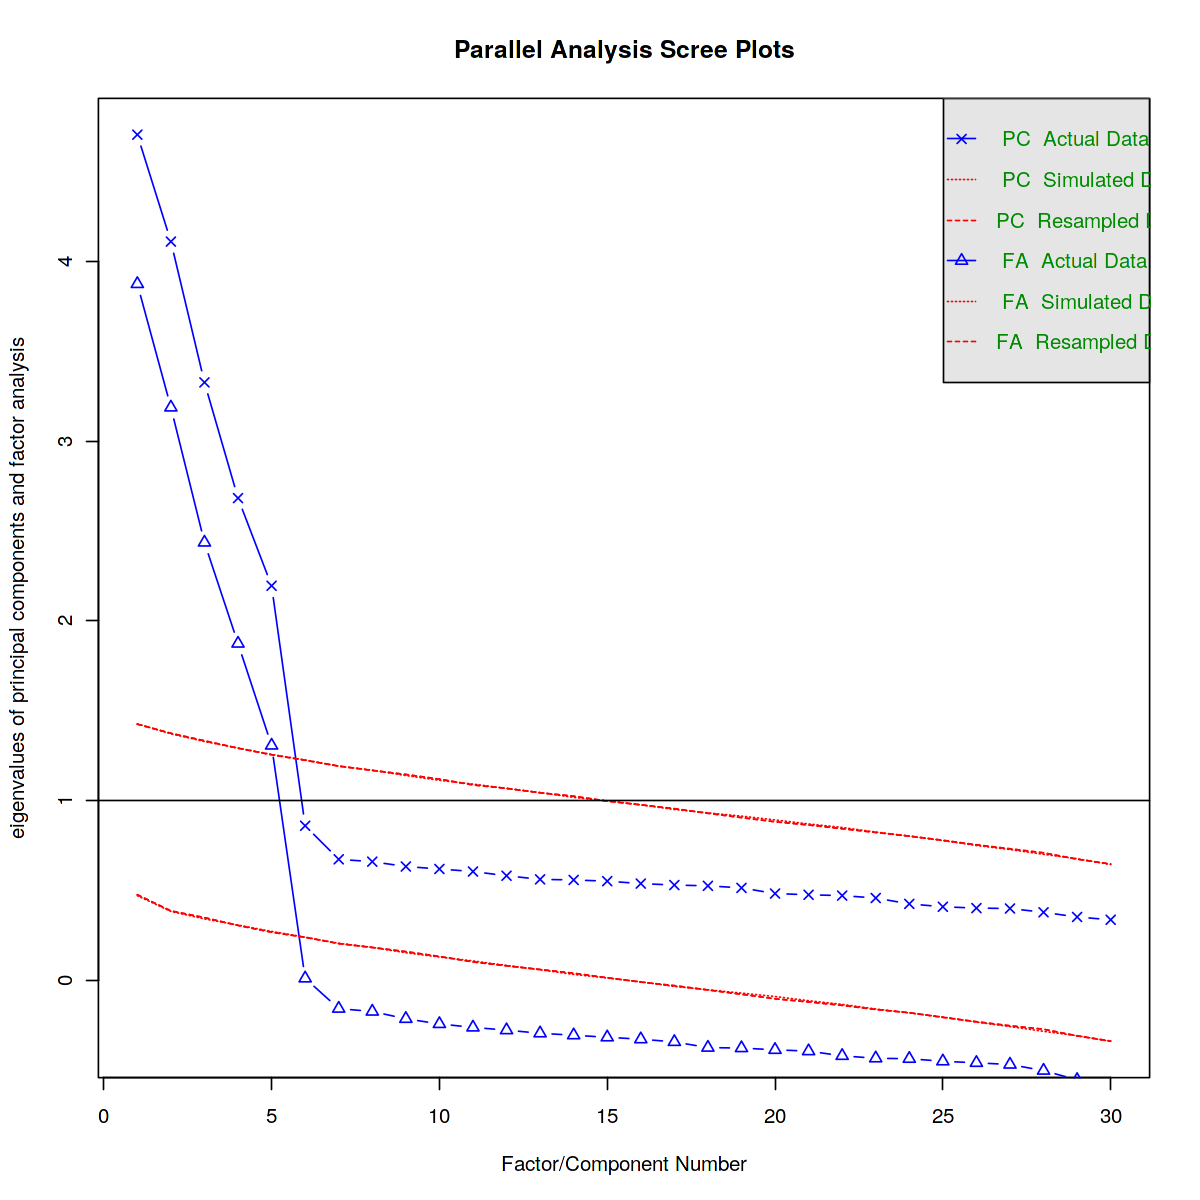 Parallel Analysis Scree Plots
eigenvalues of principal components and factor analysis
4
3
2
1
0
PC Actual Data
PC Simulated D
PC Resampled
FA Actual Data
FA Simulated D
FA Resampled D
0 5 10 15 20 25 30
Factor/Component Number